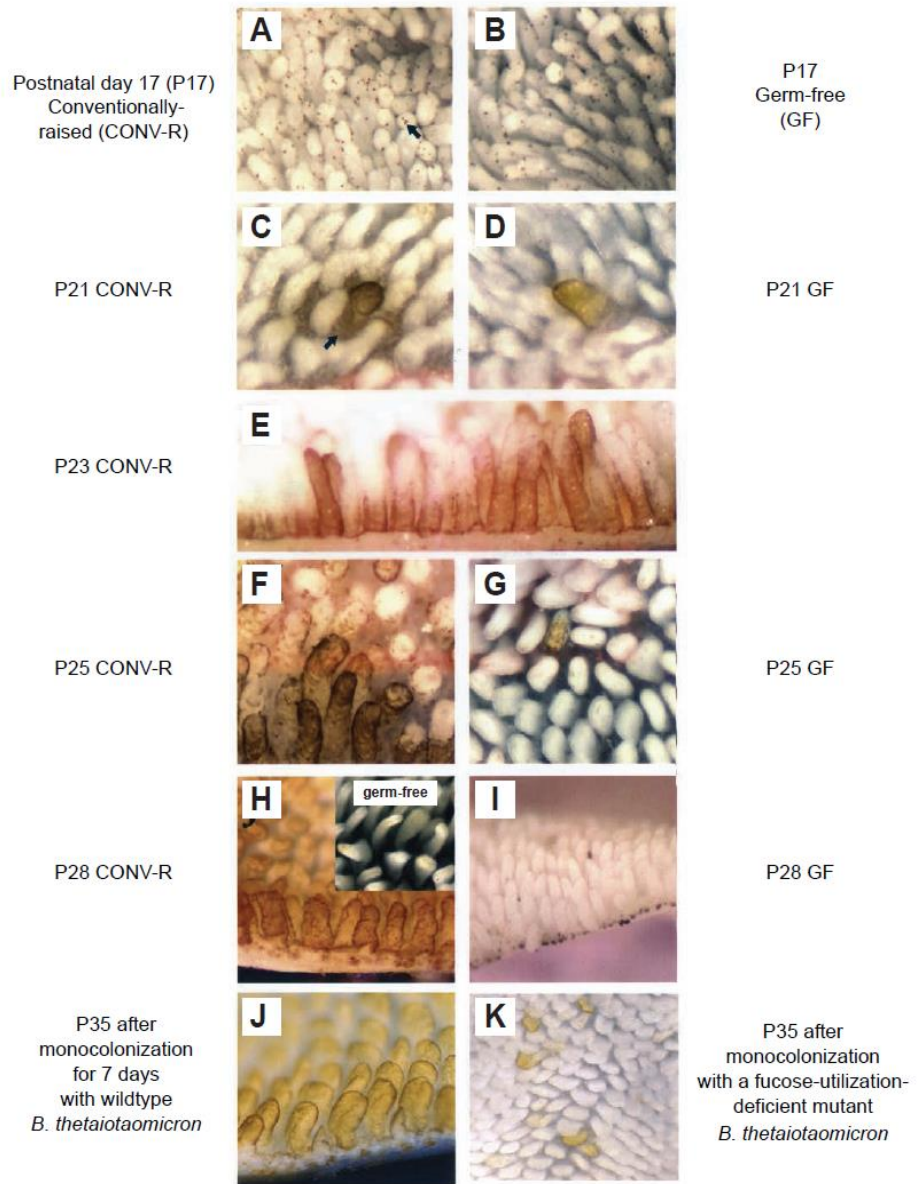 A
B
Postnatal day 17 (P17)
Conventionally-
raised (CONV-R)
P17
Germ-free
(GF)
C
D
P21 CONV-R
P21 GF
E
P23 CONV-R
F
G
P25 CONV-R
P25 GF
H
germ-free
I
P28 CONV-R
P28 GF
J
K
P35 after
monocolonization
for 7 days
with wildtype
B. thetaiotaomicron
P35 after
monocolonization
with a fucose-utilization-
deficient mutant
B. thetaiotaomicron